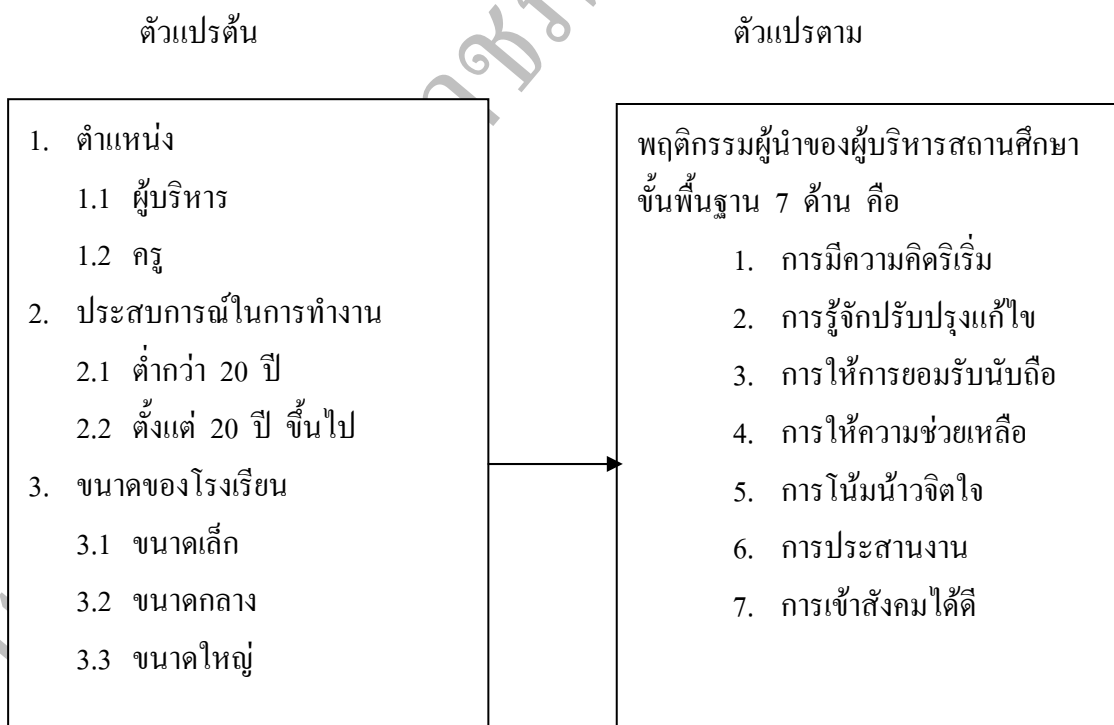 ตัวแปรต้น
ตัวแปรตาม
1. ตำแหน่ง
1.1 ผู้บริหาร
1.2 ครู
2. ประสบการณ์ในการทำงาน
2.1 ต่ำกว่า 20 ปี
2.2 ตั้งแต่ 20 ปี ขึ้นไป
3. ขนาดของโรงเรียน
3.1 ขนาดเล็ก
3.2 ขนาดกลาง
3.3 ขนาดใหญ่
พฤติกรรมผู้นำของผู้บริหารสถานศึกษา
ขั้นพื้นฐาน 7 ด้าน คือ
1. การมีความคิดริเริ่ม
2. การรู้จักปรับปรุงแก้ไข
3. การให้การยอมรับนับถือ
4. การให้ความช่วยเหลือ
5. การโน้มน้าวจิตใจ
6. การประสานงาน
7. การเข้าสังคมได้ดี